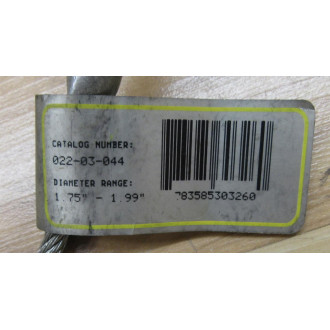 CATALOG NUMBER:
022-03-044
DIAMETER RANGE:
1.75" - 1.99"
783585303260